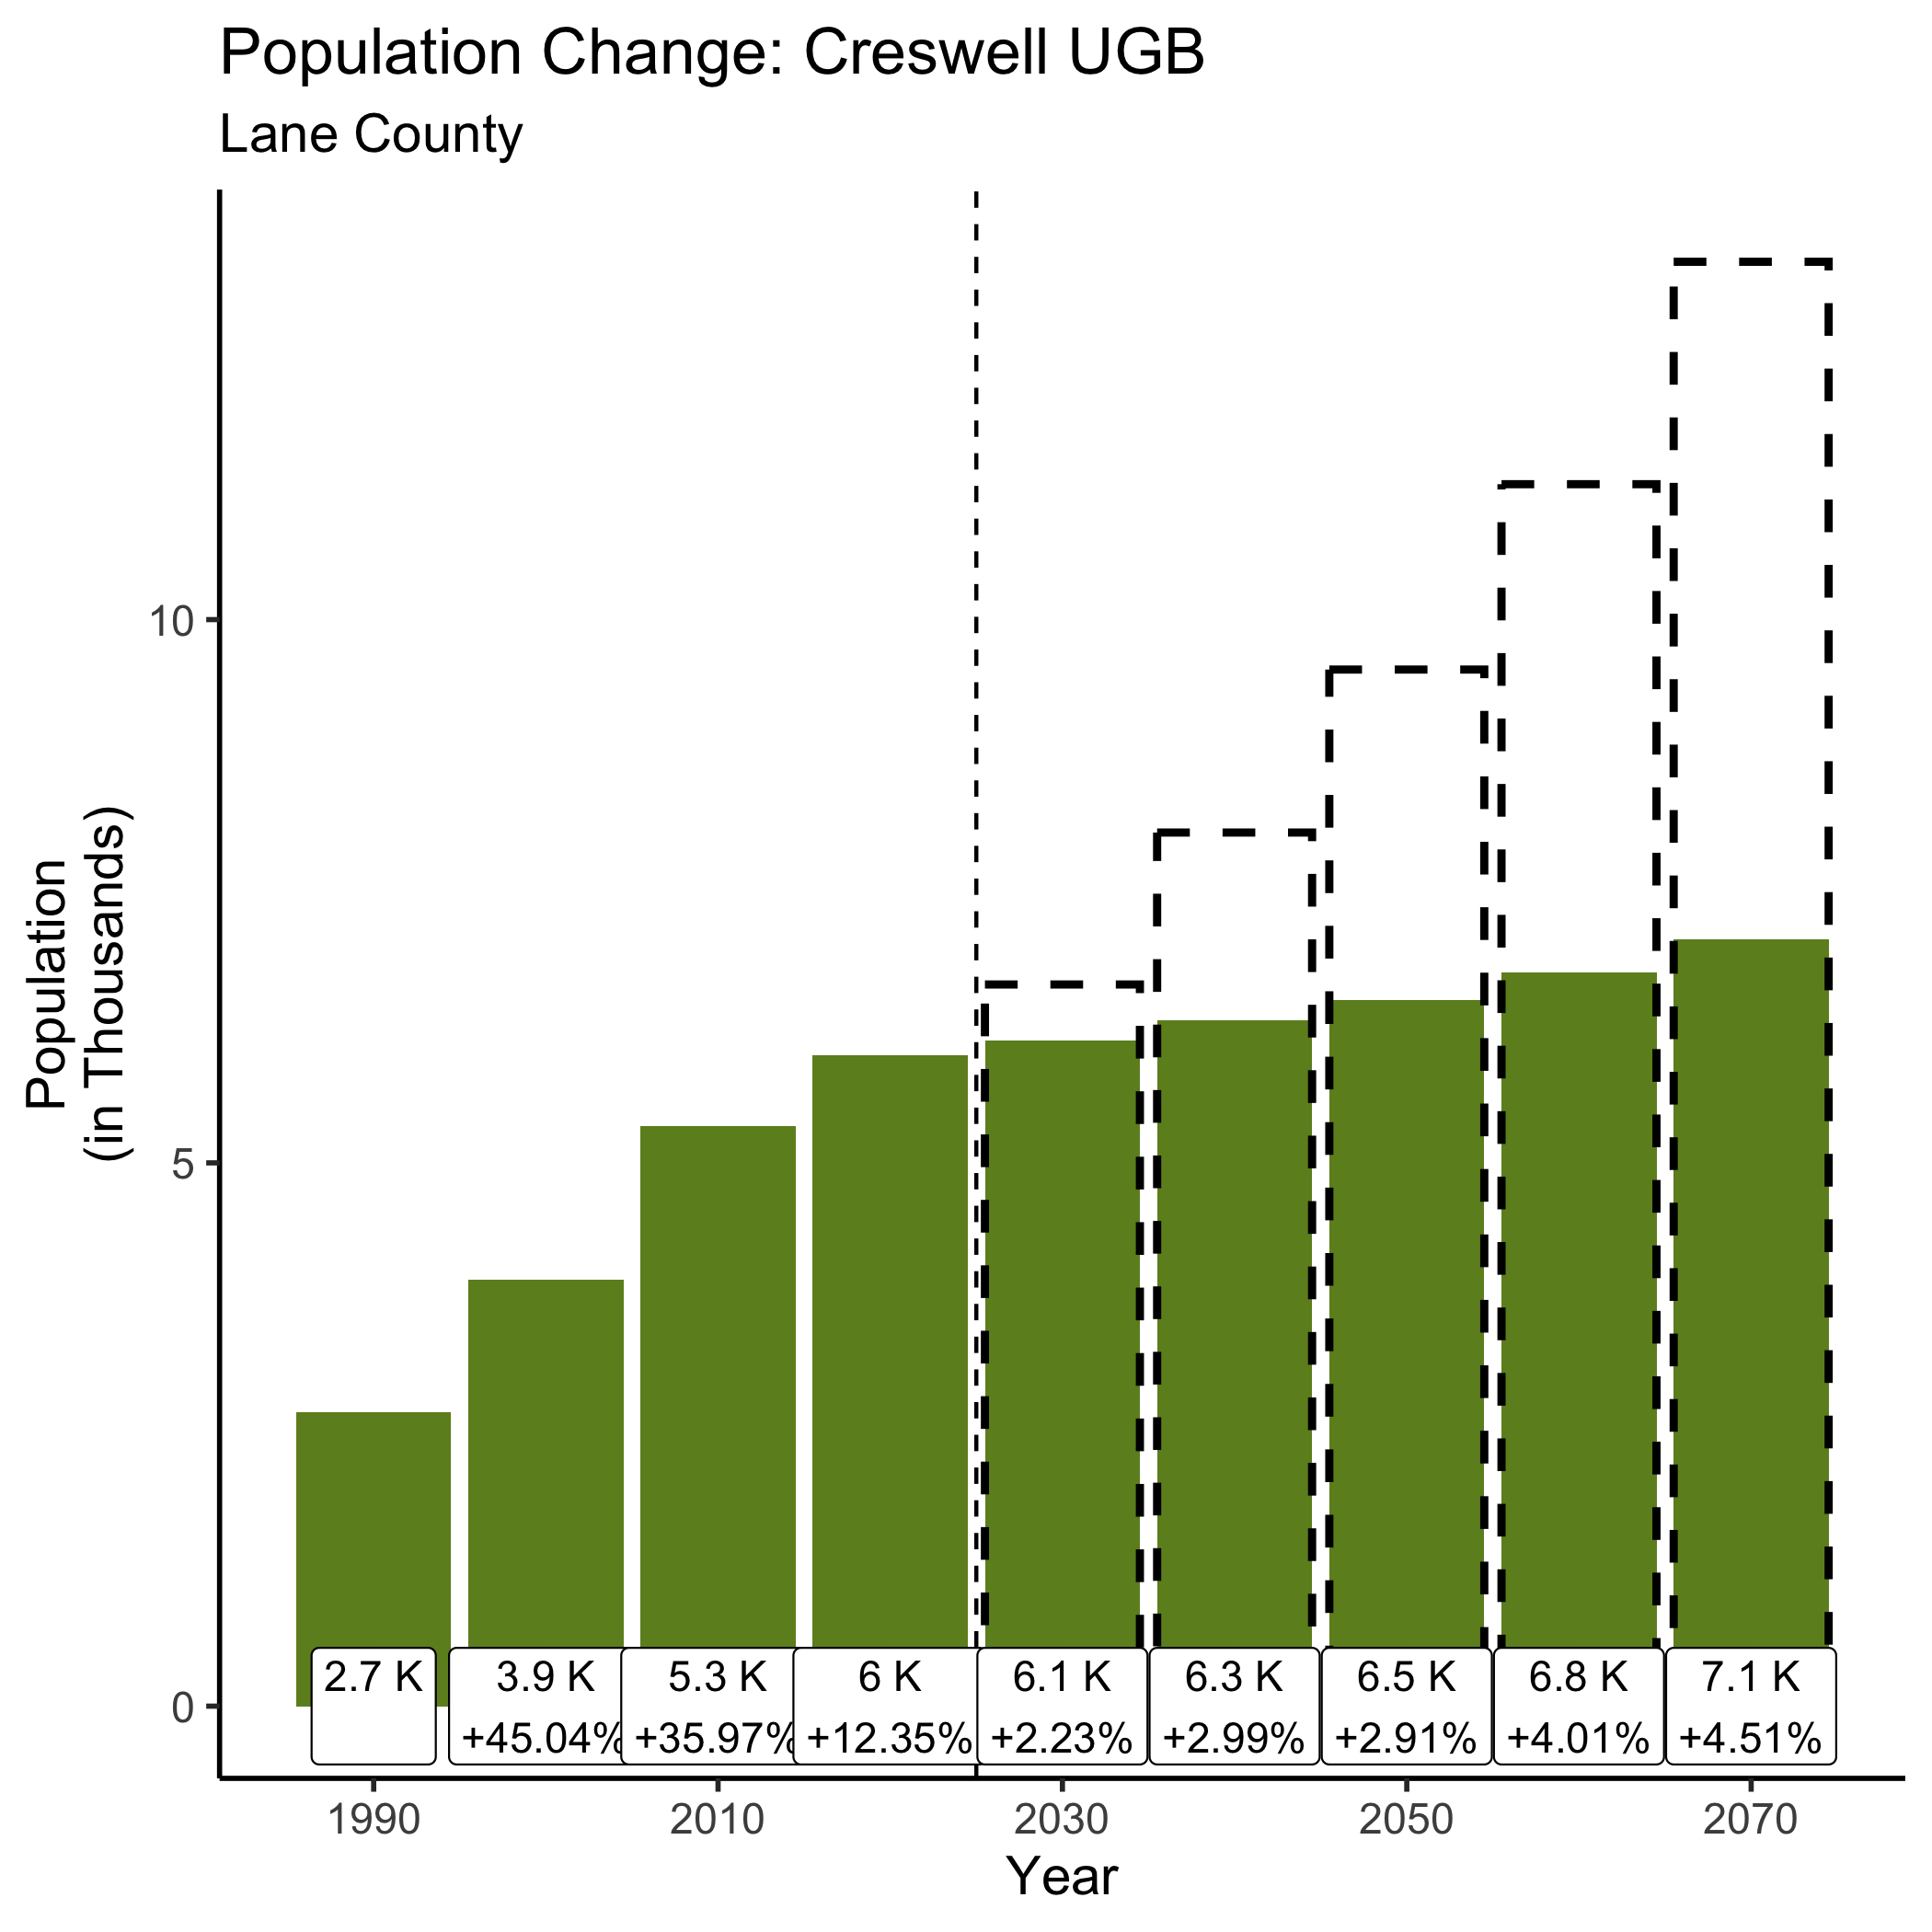 Population Change: Creswell UGB
Lane County
Population
(in Thousands)
10
5
0
2.7 K
3.9 K
+45.04%
5.3 K
+35.97%
6 K
+12.35%
6.1 K
+2.23%
6.3 K
+2.99%
6.5 K
+2.91%
6.8 K
+4.01%
7.1 K
+4.51%
1990
2010
2030
2050
2070
Year